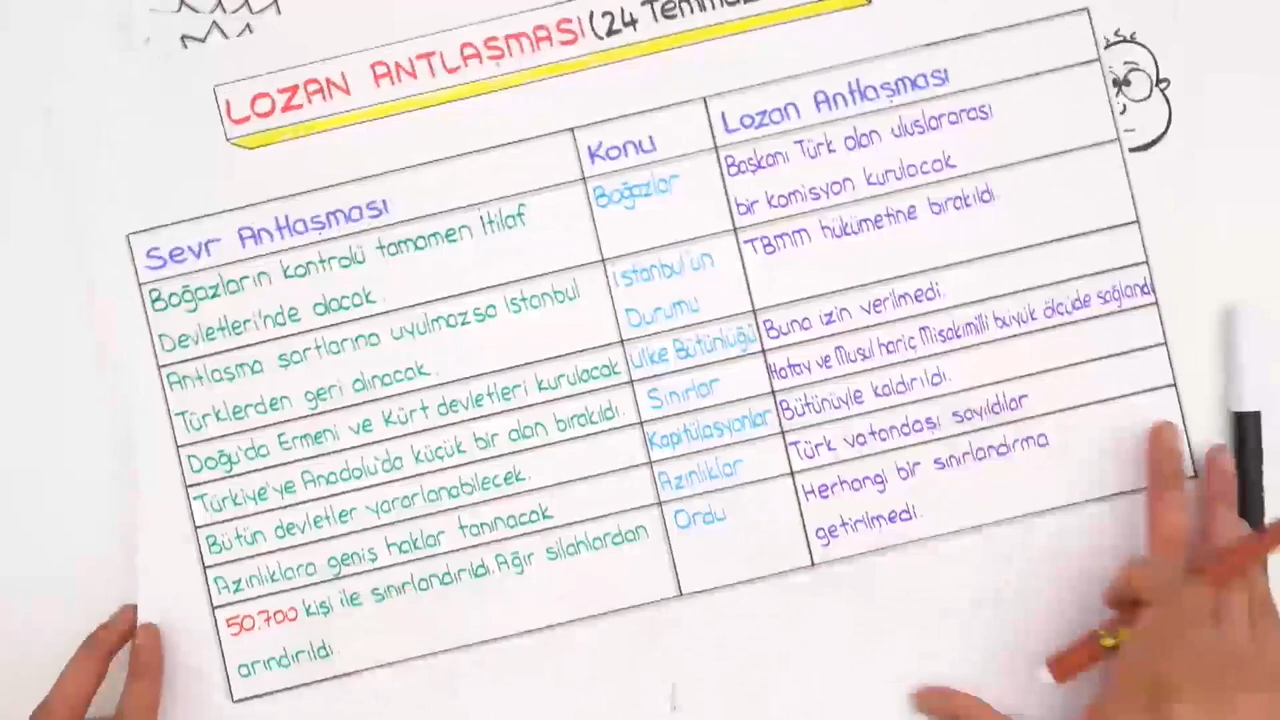 LOZAN ANTLAŞMASI (24 Temmuz
Sevr Antlaşması
Konu
Lozan Antlaşması
Boğazların kontrolü tamamen İtilaf
Devletleri'nde olacak.
Boğazlar
Başkanı Türk olan uluslararası
bir komisyon kurulacak
Antlaşma şartlarına uyulmazsa İstanbul
Türklerden geri alınacak.
İstanbul'un
Durumu
TBMM hükümetine bırakıldı.
Doğu'da Ermeni ve Kürt devletleri kurulacak
Ülke Bütünlüğü
Buna izin verilmedi.
Türkiye'ye Anadolu'da küçük bir alan bırakıldı.
Sınırlar
Hatay ve Musul hariç Misakımilli büyük ölçüde sağlandı
Bütün devletler yararlanabilecek.
Kapitülasyonlar
Bütünüyle kaldırıldı.
Azınlıklara geniş haklar tanınacak
Azınlıklar
Türk vatandaşı sayıldılar
50.700 kişi ile sınırlandırıldı. Ağır silahlardan
arındırıldı.
Ordu
Herhangi bir sınırlandırma
getirilmedi.